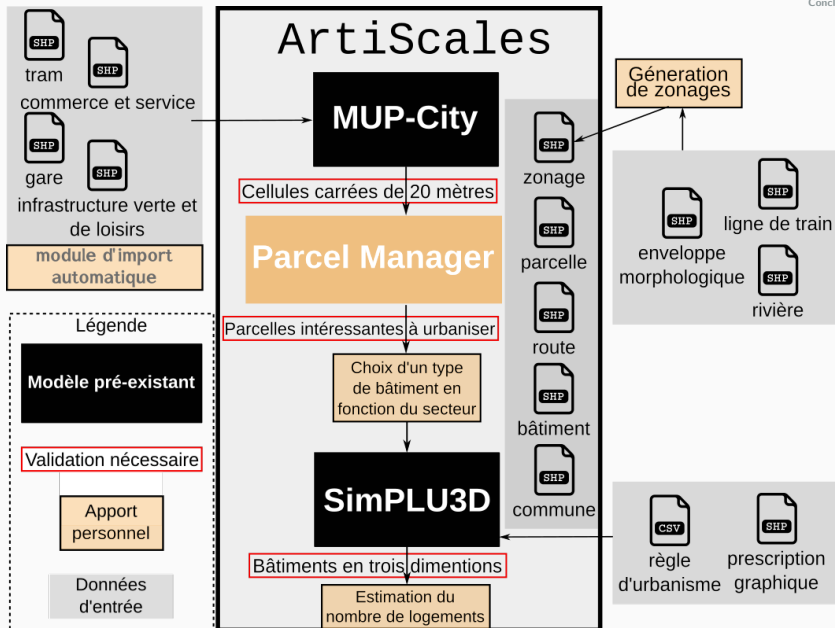 Concl
ArtiScales
SHP
tram
SHP
commerce et service
SHP
gare
SHP
infrastructure verte et
de loisirs
module d'import
automatique
Légende
Modèle pré-existant
Validation nécessaire
Apport
personnel
Données
d'entrée
MUP-City
Cellules carrées de 20 mètres
Parcel Manager
Parcelles intéressantes à urbaniser
Choix d'un type
de bâtiment en
fonction du secteur
SimPLU3D
Bâtiments en trois dimentions
Estimation du
nombre de logements
SHP
zonage
SHP
parcelle
SHP
route
SHP
bâtiment
SHP
commune
Géneration
de zonages
SHP
enveloppe
morphologique
SHP
ligne de train
SHP
rivière
CSV
règle
d'urbanisme
SHP
prescription
graphique